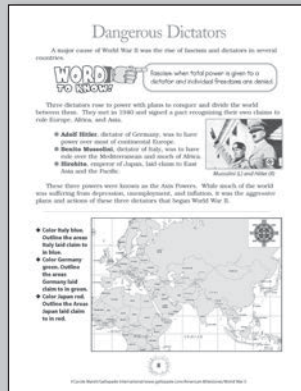 Dangerous Dictators
A major cause of World War II was the rise of fascism and dictators in several
countries.
WORD
TO KNOW!
Fascism: when total power is given to a
dictator and individual freedoms are denied.
Three dictators rose to power with plans to conquer and divide the world
between them. They met in 1940 and signed a pact recognizing their own claims to
rule Europe, Africa, and Asia.
Adolf Hitler, dictator of Germany, was to have
power over most of continental Europe.
Benito Mussolini, dictator of Italy, was to have
rule over the Mediterranean and much of Africa.
Hirohito, emperor of Japan, laid claim to East
Asia and the Pacific.
Mussolini (L) and Hitler (R)
These three powers were known as the Axis Powers. While much of the world
was suffering from depression, unemployment, and inflation, it was the aggressive
plans and actions of these three dictators that began World War II.
Color Italy blue.
Outline the areas
Italy laid claim to
in blue.
Color Germany
green. Outline
the areas
Germany laid
claim to in green.
Color Japan red.
Outline the Areas
Japan laid claim
to in red.
8